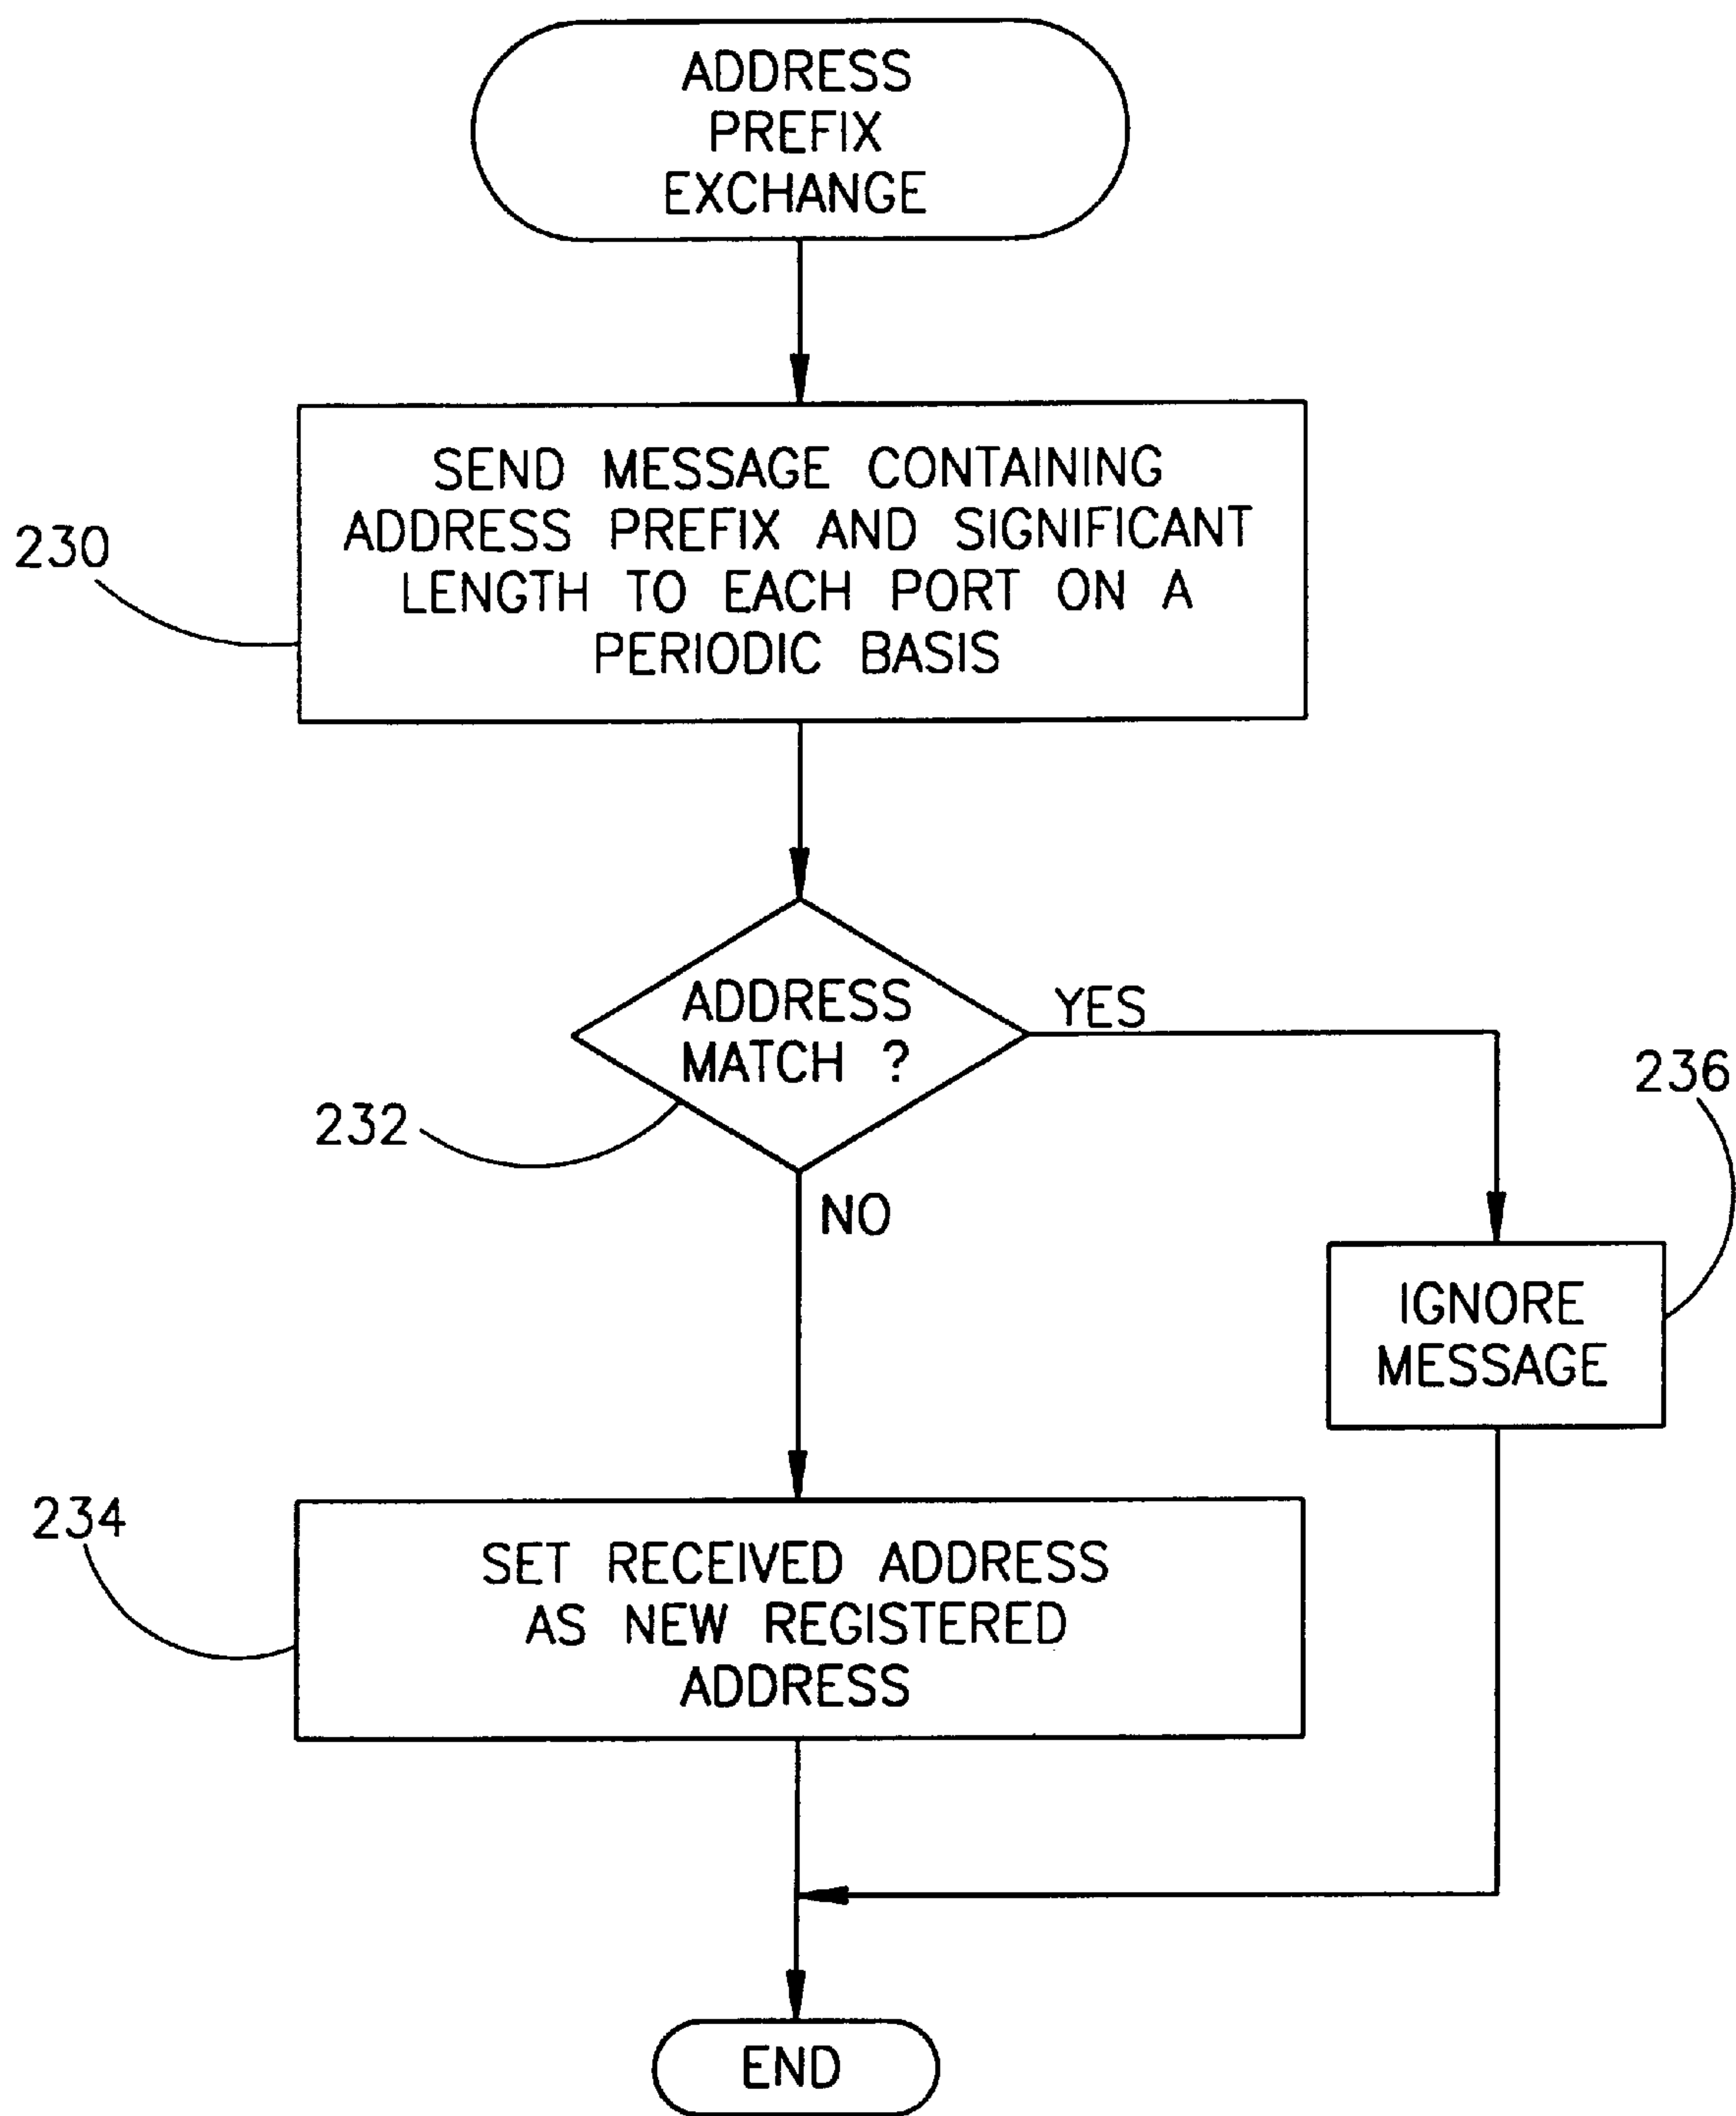 ADDRESS
PREFIX
EXCHANGE
230
SEND MESSAGE CONTAINING
ADDRESS PREFIX AND SIGNIFICANT
LENGTH TO EACH PORT ON A
PERIODIC BASIS
ADDRESS
MATCH ?
YES
232
NO
236
IGNORE
MESSAGE
234
SET RECEIVED ADDRESS
AS NEW REGISTERED
ADDRESS
END